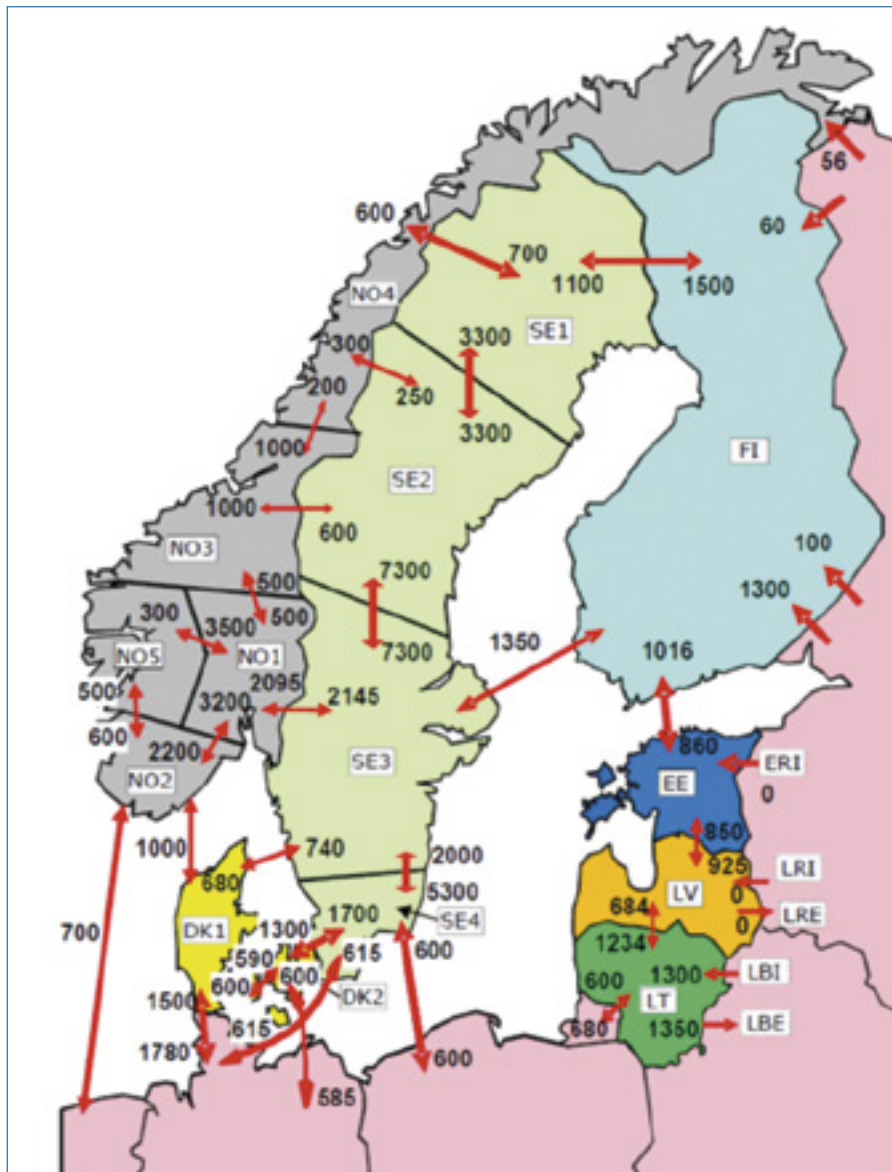 56
600
60
700
NO4
1100
1500
SE1
300
3300
200
250
3300
1000
FI
SE2
1000
600
NO3
100
500
7300
1300
300
3500
500
1350
NO5
NO1
7300
1016
500
2095
3200
2145
600
2200
860
SE3
ERI
NO2
EE
0
1000
740
850
2000
925
680
LRI
5300
LV
0
1700
SE4
684
LRE
DK1
1300
0
700
590
615
600
1234
600
600
1300
LBI
1500
DK2
LT
615
680
1350
LBE
1780
600
585